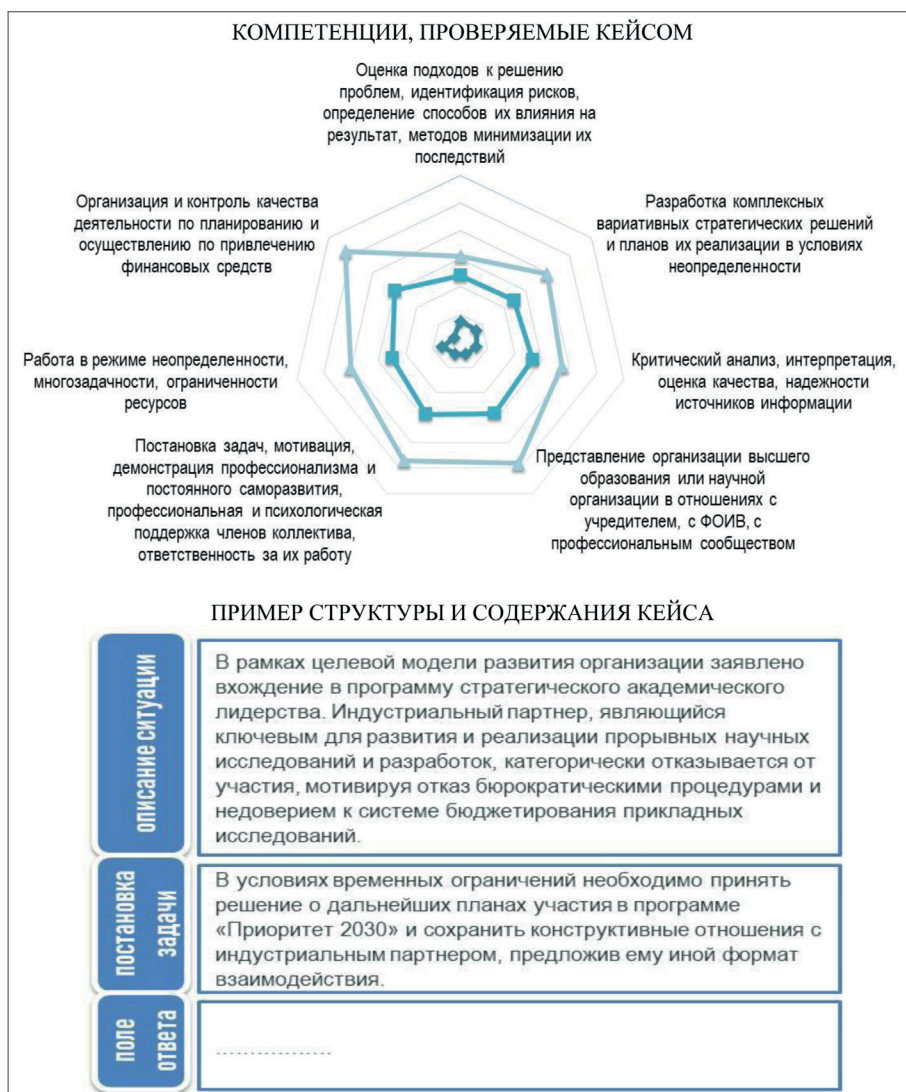 КОМПЕТЕНЦИИ, ПРОВЕРЯЕМЫЕ КЕЙСОМ
Оценка подходов к решению
проблем, идентификация рисков,
определение способов их влияния на
результат, методов минимизации их
последствий
Организация и контроль качества
деятельности по планированию и
осуществлению по привлечению
финансовых средств
Разработка комплексных
вариативных стратегических решений
и планов их реализации в условиях
неопределенности
Работа в режиме неопределенности,
многозадачности, ограниченности
ресурсов
Критический анализ, интерпретация,
оценка качества, надежности
источников информации
Постановка задач, мотивация,
демонстрация профессионализма и
постоянного саморазвития,
профессиональная и психологическая
поддержка членов коллектива,
ответственность за их работу
Представление организации высшего
образования или научной
организации в отношениях с
учредителем, с ФОИВ, с
профессиональным сообществом
ПРИМЕР СТРУКТУРЫ И СОДЕРЖАНИЯ КЕЙСА
описание ситуации
В рамках целевой модели развития организации заявлено
вхождение в программу стратегического академического
лидерства. Индустриальный партнер, являющийся
ключевым для развития и реализации прорывных научных
исследований и разработок, категорически отказывается от
участия, мотивируя отказ бюрократическими процедурами и
недоверием к системе бюджетирования прикладных
исследований.
постановка
задачи
В условиях временных ограничений необходимо принять
решение о дальнейших планах участия в программе
«Приоритет 2030» и сохранить конструктивные отношения с
индустриальным партнером, предложив ему иной формат
взаимодействия.
поле
ответа
.................